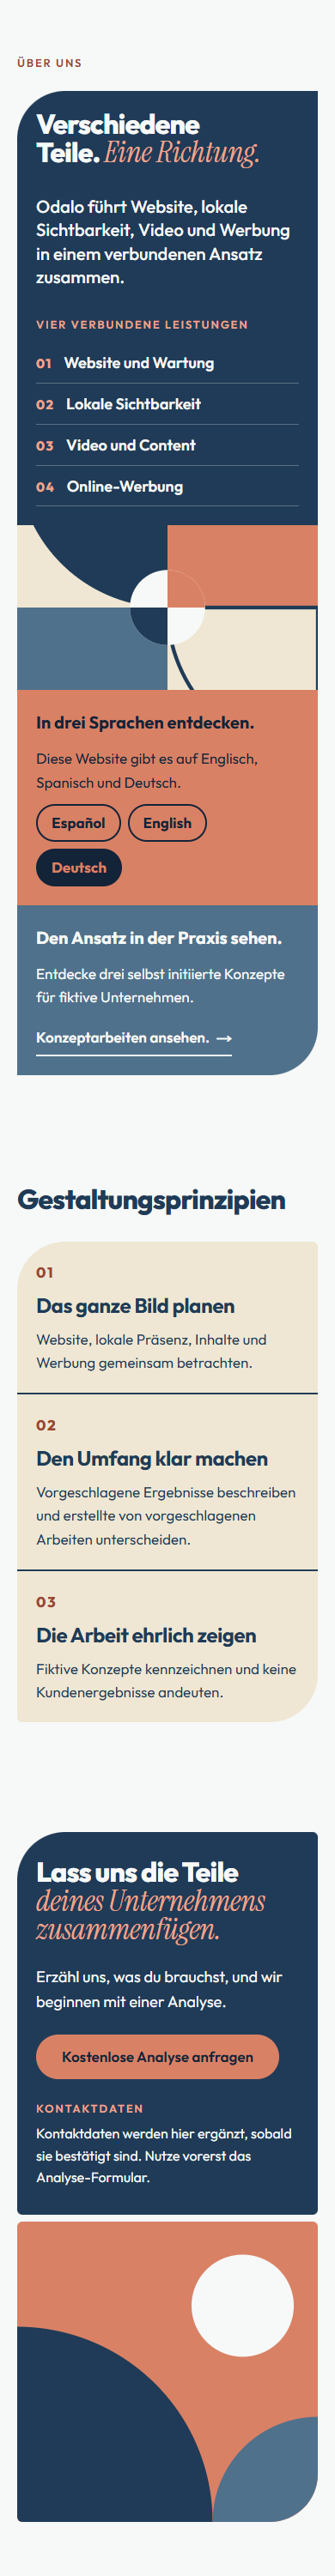 ÜBER UNS
Verschiedene
Teile. Eine Richtung.
Odalo führt Website, lokale
Sichtbarkeit, Video und Werbung
in einem verbundenen Ansatz
zusammen.
VIER VERBUNDENE LEISTUNGEN
01 Website und Wartung
02 Lokale Sichtbarkeit
03 Video und Content
04 Online-Werbung
In drei Sprachen entdecken.
Diese Website gibt es auf Englisch,
Spanisch und Deutsch.
Español English
Deutsch
Den Ansatz in der Praxis sehen.
Entdecke drei selbst initiierte Konzepte
für fiktive Unternehmen.
Konzeptarbeiten ansehen. →
Gestaltungsprinzipien
01
Das ganze Bild planen
Website, lokale Präsenz, Inhalte und
Werbung gemeinsam betrachten.
02
Den Umfang klar machen
Vorgeschlagene Ergebnisse beschreiben
und erstellte von vorgeschlagenen
Arbeiten unterscheiden.
03
Die Arbeit ehrlich zeigen
Fiktive Konzepte kennzeichnen und keine
Kundenergebnisse andeuten.
Lass uns die Teile
deines Unternehmens
zusammenfügen.
Erzähl uns, was du brauchst, und wir
beginnen mit einer Analyse.
Kostenlose Analyse anfragen
KONTAKTDATEN
Kontaktdaten werden hier ergänzt, sobald
sie bestätigt sind. Nutze vorerst das
Analyse-Formular.